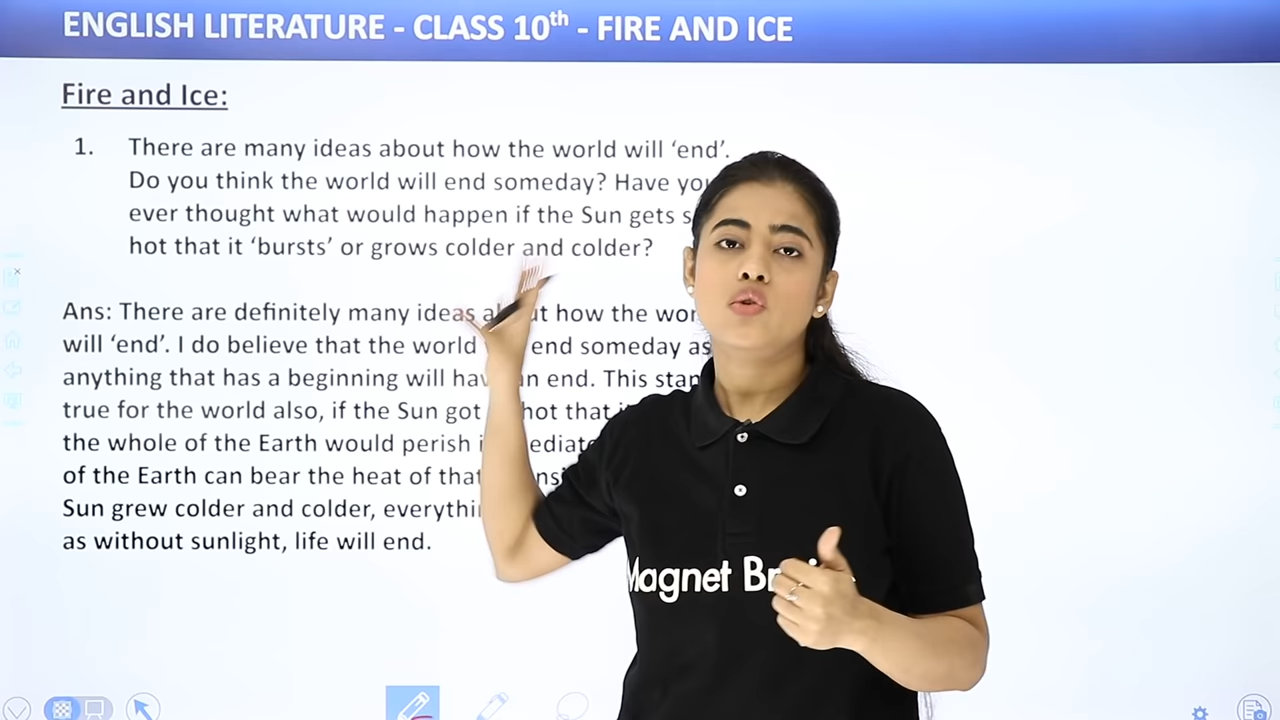 ENGLISH LITERATURE - CLASS 10th - FIRE AND ICE
Fire and Ice:
1. There are many ideas about how the world will ‘end’.
Do you think the world will end someday? Have
ever thought what would happen if the Sun gets
hot that it ‘bursts’ or grows colder and colder?
Ans: There are definitely many ideas how the
will ‘end’. I do believe that the world end someday as
anything that has a beginning will an end. This
true for the world also, if the Sun got hot that
the whole of the Earth would perish
of the Earth can bear the heat of that
Sun grew colder and colder,
as without sunlight, life will end.
Magnet